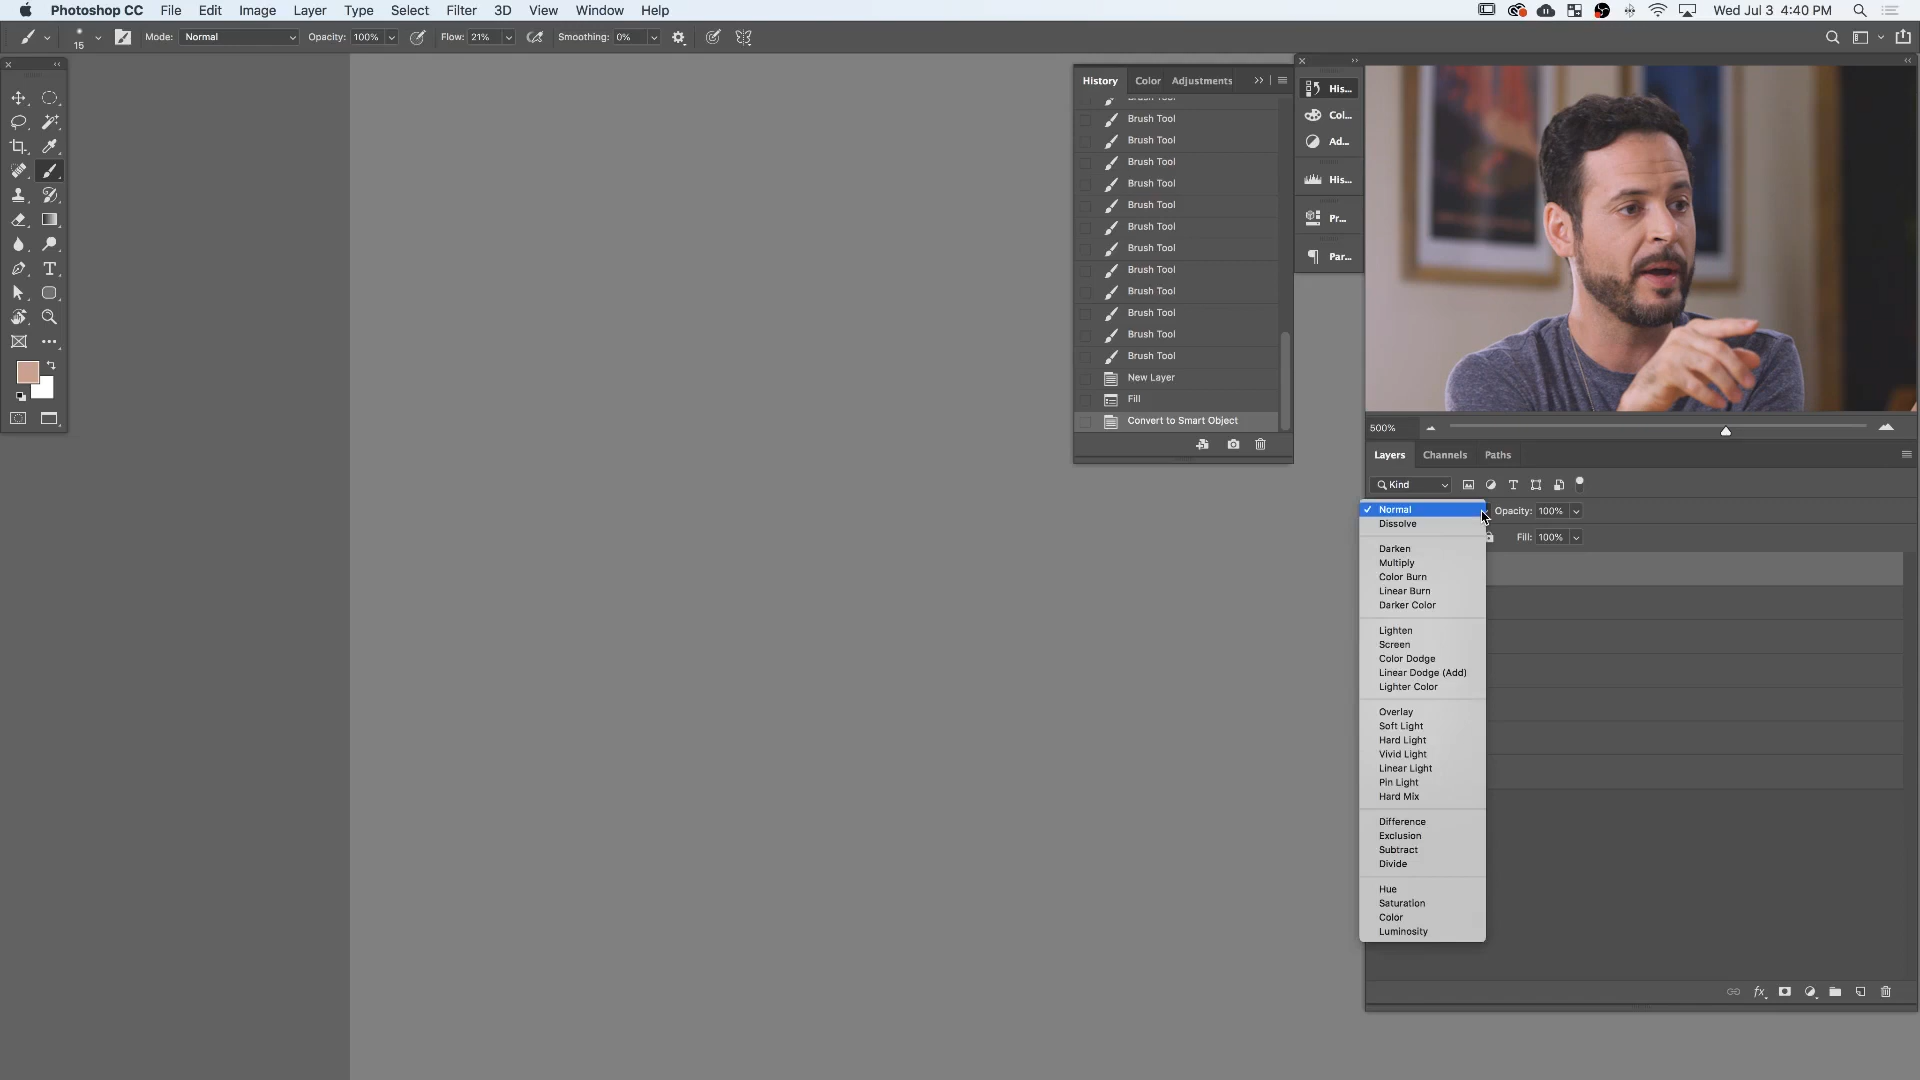 Photoshop CC File Edit Image Layer Type Select Filter 3D View Window Help Wed Jul 3 4:40 PM
15 Mode: Normal Opacity: 100% Flow: 21% Smoothing: 0%
History Color Adjustments
Brush Tool
Brush Tool
Brush Tool
Brush Tool
Brush Tool
Brush Tool
Brush Tool
Brush Tool
Brush Tool
Brush Tool
Brush Tool
Brush Tool
Brush Tool
New Layer
Fill
Convert to Smart Object
His...
Col...
Ad...
His...
Pr...
Par...
500%
Layers Channels Paths
Kind
Opacity: 100%
Fill: 100%
Normal
Dissolve
Darken
Multiply
Color Burn
Linear Burn
Darker Color
Lighten
Screen
Color Dodge
Linear Dodge (Add)
Lighter Color
Overlay
Soft Light
Hard Light
Vivid Light
Linear Light
Pin Light
Hard Mix
Difference
Exclusion
Subtract
Divide
Hue
Saturation
Color
Luminosity
fx